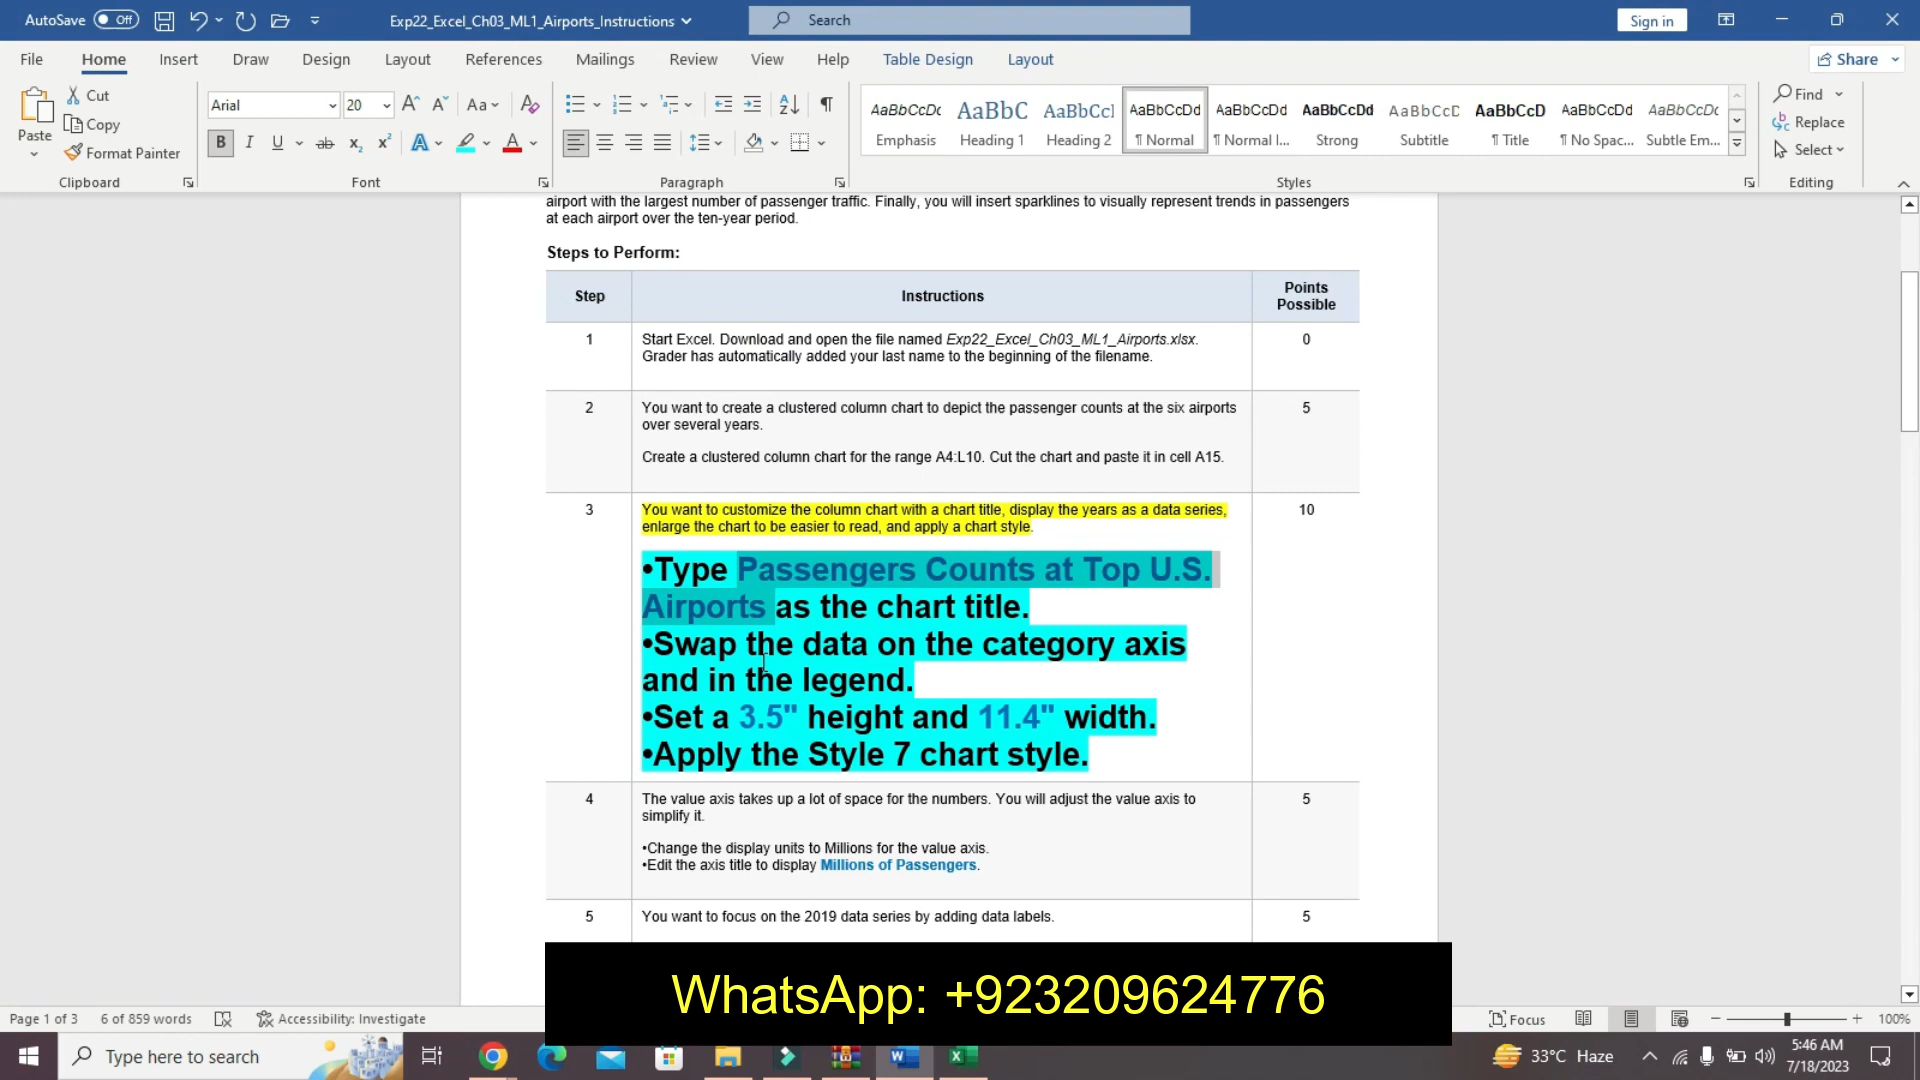 AutoSave Off Exp22_Excel_Ch03_ML1_Airports_Instructions Search Sign in
File Home Insert Draw Design Layout References Mailings Review View Help Table Design Layout Share
Paste Cut Copy Format Painter Clipboard
Arial 20 Aa B I U ab x₂ x² A A Font
Paragraph
AaBbCcDc Emphasis AaBbC Heading 1 AaBbCcI Heading 2 AaBbCcDd ¶ Normal AaBbCcDd ¶ Normal I... AaBbCcDd Strong AaBbCcC Subtitle AaBbCcD ¶ Title AaBbCcDd ¶ No Spac... AaBbCcDc Subtle Em... Styles
Find Replace Select Editing
airport with the largest number of passenger traffic. Finally, you will insert sparklines to visually represent trends in passengers
at each airport over the ten-year period.
Steps to Perform:
Step Instructions Points
Possible
1 Start Excel. Download and open the file named Exp22_Excel_Ch03_ML1_Airports.xlsx. 0
Grader has automatically added your last name to the beginning of the filename.
2 You want to create a clustered column chart to depict the passenger counts at the six airports 5
over several years.
Create a clustered column chart for the range A4:L10. Cut the chart and paste it in cell A15.
3 You want to customize the column chart with a chart title, display the years as a data series, 10
enlarge the chart to be easier to read, and apply a chart style.
•Type Passengers Counts at Top U.S.
Airports as the chart title.
•Swap the data on the category axis
and in the legend.
•Set a 3.5" height and 11.4" width.
•Apply the Style 7 chart style.
4 The value axis takes up a lot of space for the numbers. You will adjust the value axis to 5
simplify it.
•Change the display units to Millions for the value axis.
•Edit the axis title to display Millions of Passengers.
5 You want to focus on the 2019 data series by adding data labels. 5
WhatsApp: +923209624776
Page 1 of 3 6 of 859 words Accessibility: Investigate Focus 100%
Type here to search 33°C Haze 5:46 AM
7/18/2023